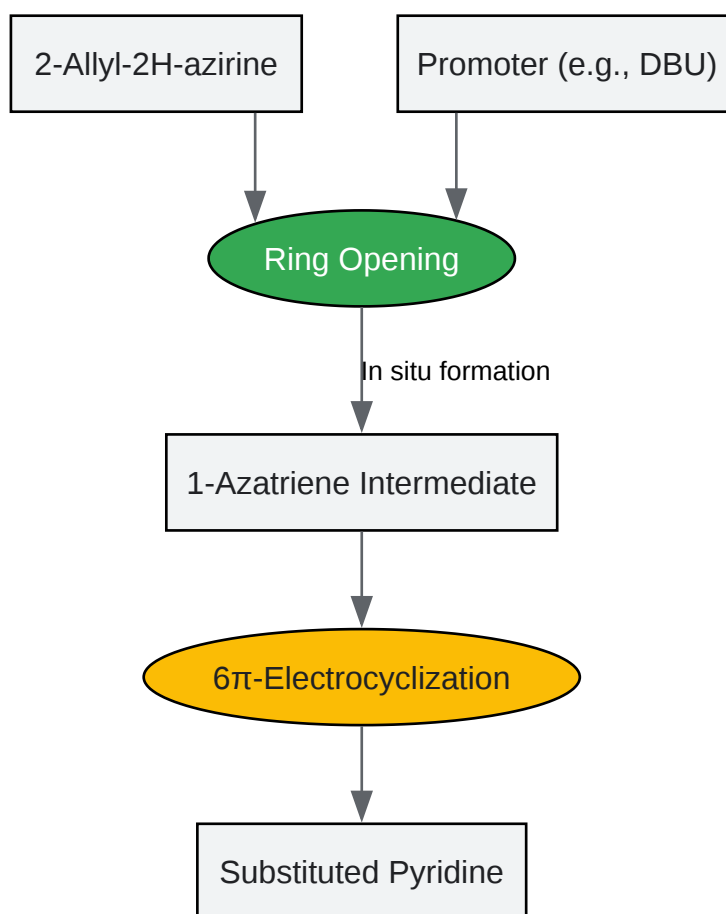 2-Allyl-2H-azirine
Promoter (e.g., DBU)
Ring Opening
In situ formation
1-Azatriene Intermediate
6π-Electrocyclization
Substituted Pyridine